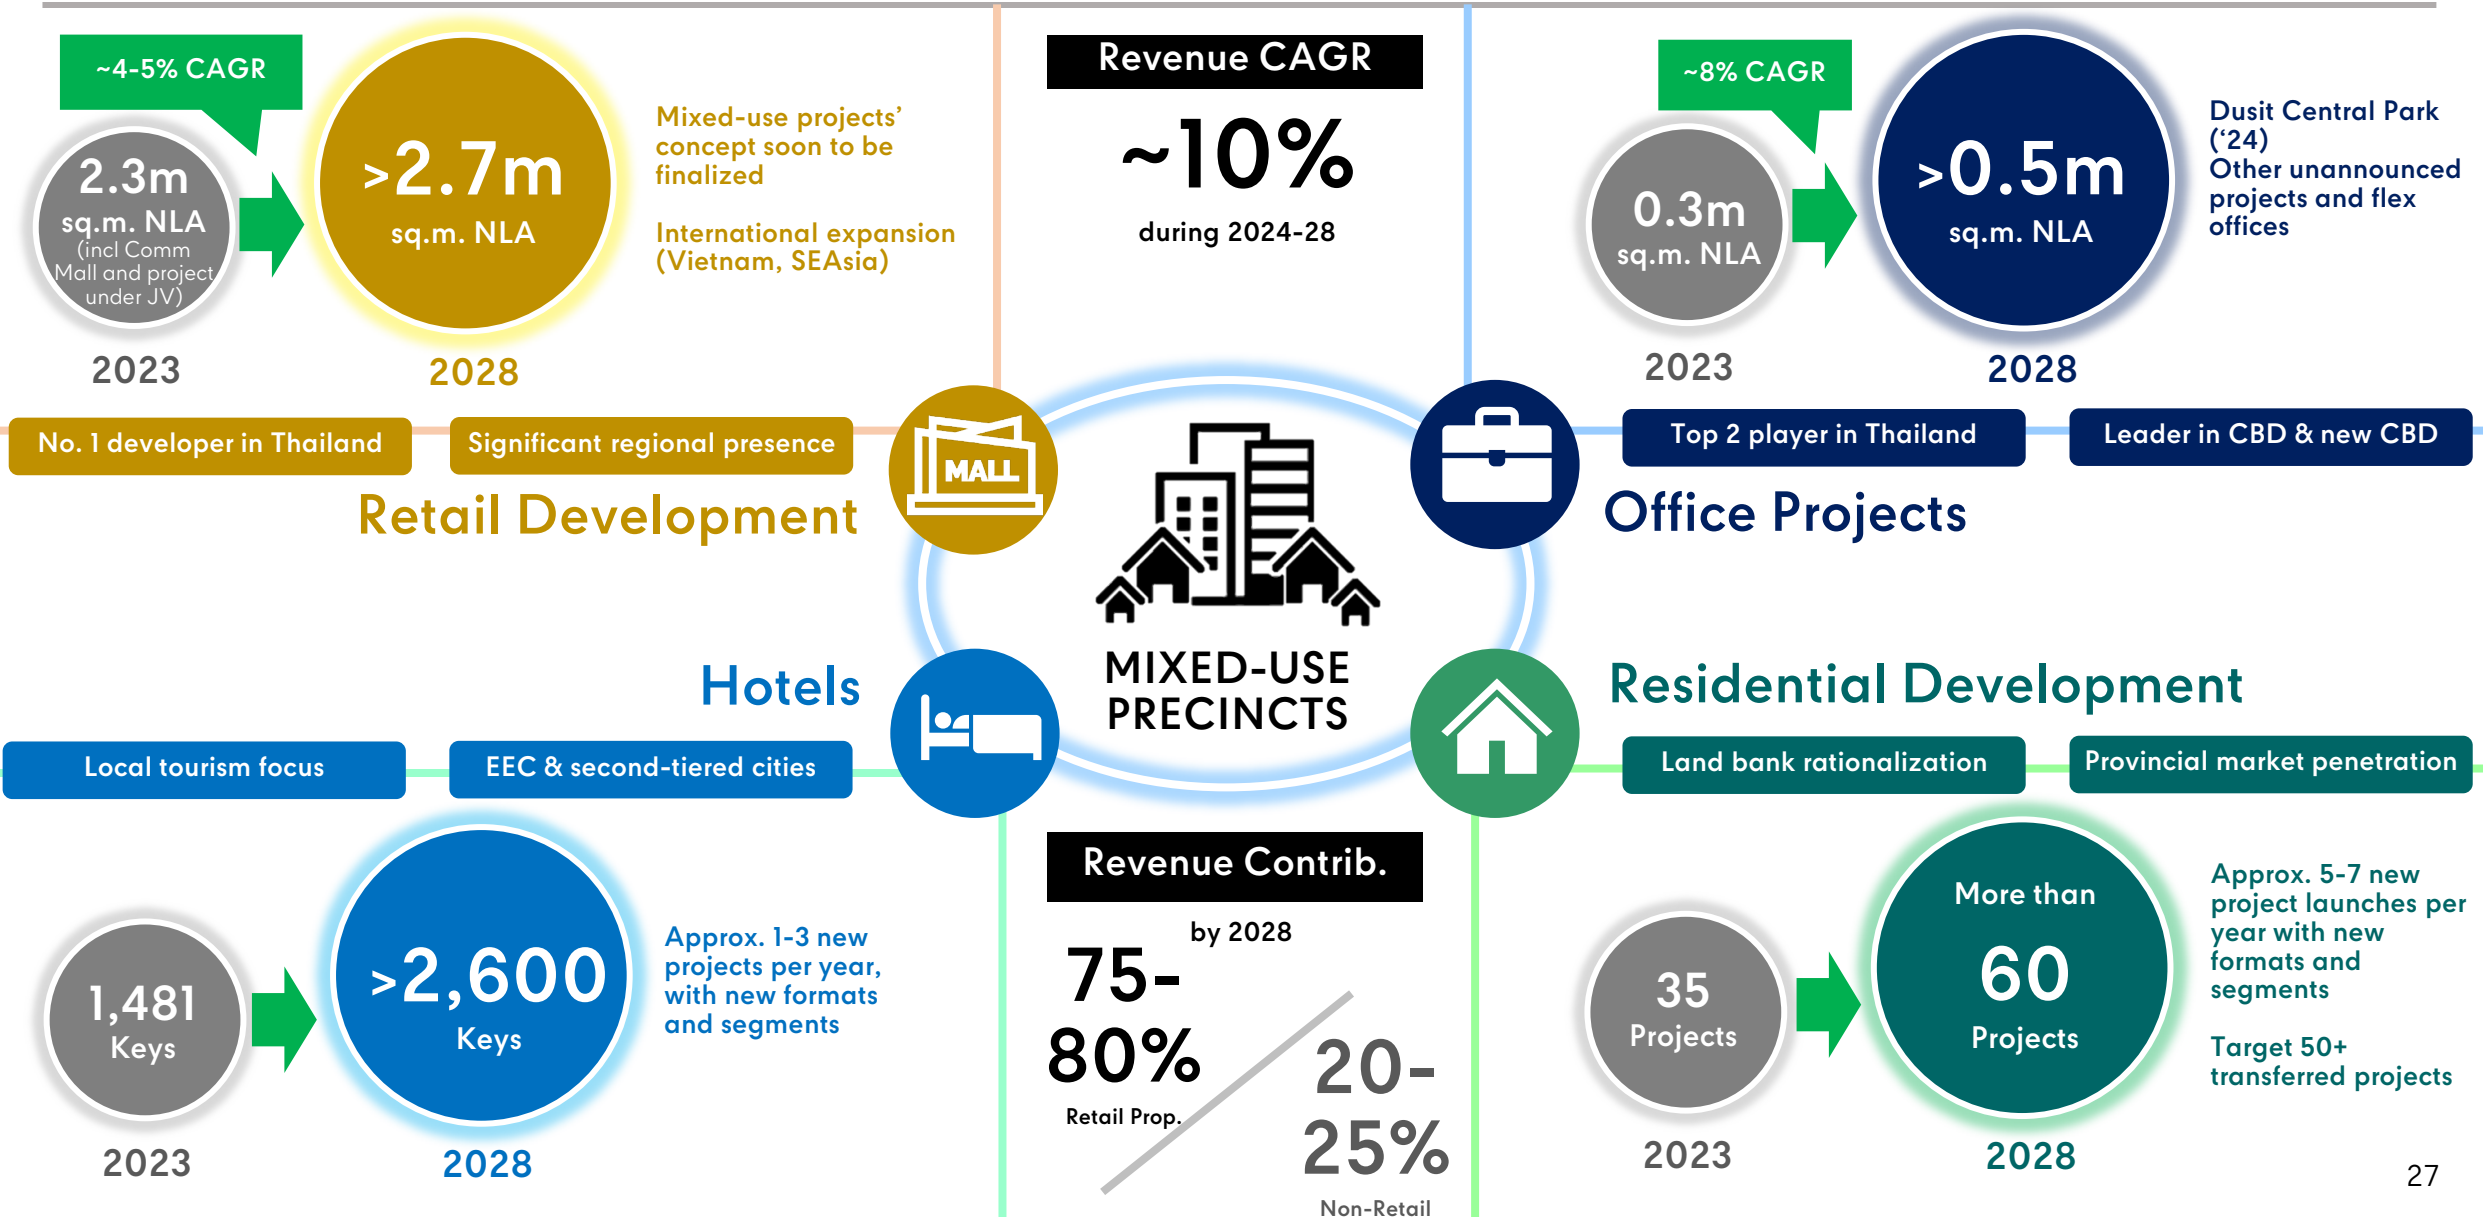 ~4-5% CAGR
2.3m
sq.m. NLA
(incl Comm
Mall and project
under JV)
2023
>2.7m
sq.m. NLA
2028
Mixed-use projects’
concept soon to be
finalized
International expansion
(Vietnam, SEAsia)
No. 1 developer in Thailand
Significant regional presence
Retail Development
MALL
Revenue CAGR
~10%
during 2024-28
~8% CAGR
0.3m
sq.m. NLA
2023
>0.5m
sq.m. NLA
2028
Dusit Central Park
(‘24)
Other unannounced
projects and flex
offices
Top 2 player in Thailand
Leader in CBD & new CBD
Office Projects
MIXED-USE
PRECINCTS
Hotels
Local tourism focus
EEC & second-tiered cities
1,481
Keys
2023
>2,600
Keys
2028
Approx. 1-3 new
projects per year,
with new formats
and segments
Revenue Contrib.
by 2028
75-
80%
Retail Prop.
20-
25%
Non-Retail
Residential Development
Land bank rationalization
Provincial market penetration
35
Projects
2023
More than
60
Projects
2028
Approx. 5-7 new
project launches per
year with new
formats and
segments
Target 50+
transferred projects
27